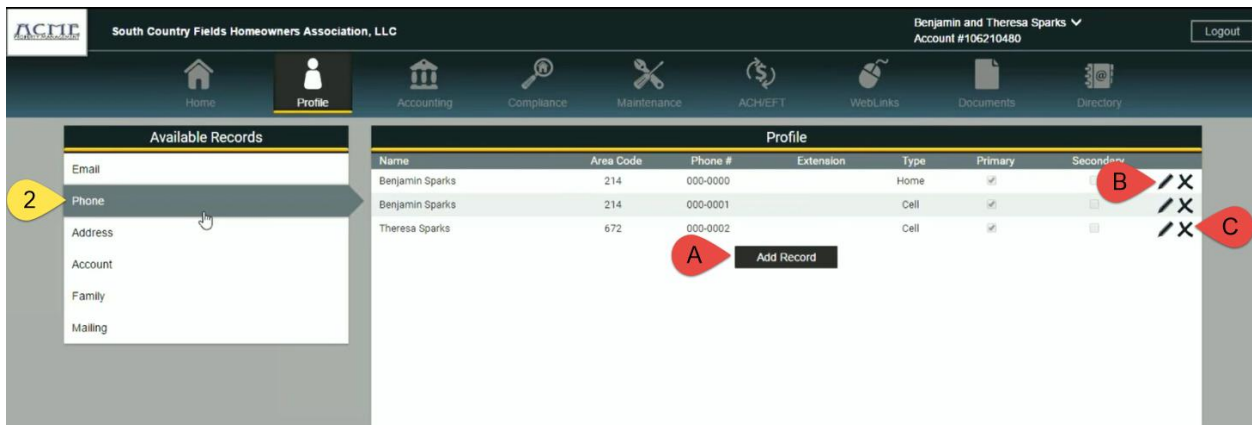 ACME
PROPERTY MANAGEMENT
South Country Fields Homeowners Association, LLC
Benjamin and Theresa Sparks
Account #106210480
Logout
Home
Profile
Accounting
Compliance
Maintenance
ACH/EFT
WebLinks
Documents
Directory
Available Records
Email
2
Phone
Address
Account
Family
Mailing
Profile
Name Area Code Phone # Extension Type Primary Secondary
Benjamin Sparks 214 000-0000 Home B
Benjamin Sparks 214 000-0001 Cell
Theresa Sparks 672 000-0002 Cell C
A Add Record